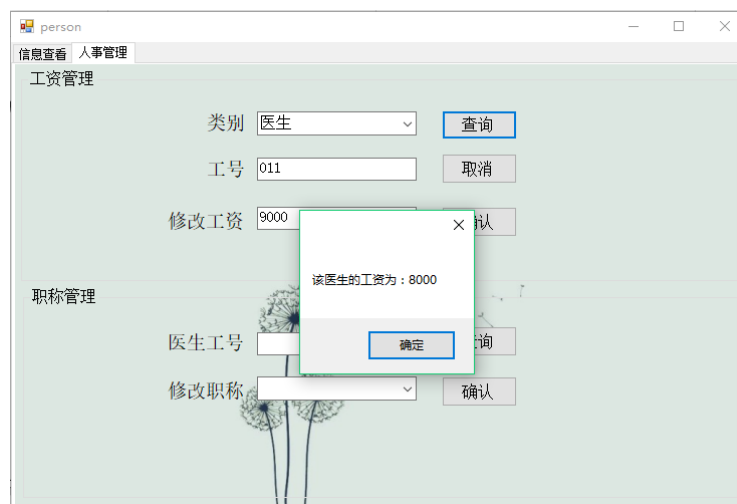 person
信息查看 人事管理
工资管理
类别 医生 查询
工号 011 取消
修改工资 9000 认
该医生的工资为：8000
确定
职称管理
医生工号 询
修改职称 确认